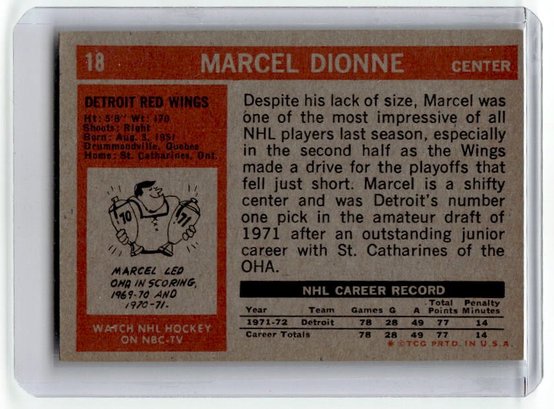 18 MARCEL DIONNE CENTER
DETROIT RED WINGS
Ht: 5'8" Wt: 170
Shoots: Right
Born: Aug. 3, 1951
Drummondville, Quebec
Home: St. Catharines, Ont.
70 71
MARCEL LED
OHA IN SCORING,
1969-70 AND
1970-71.
WATCH NHL HOCKEY
ON NBC-TV
Despite his lack of size, Marcel was
one of the most impressive of all
NHL players last season, especially
in the second half as the Wings
made a drive for the playoffs that
fell just short. Marcel is a shifty
center and was Detroit's number
one pick in the amateur draft of
1971 after an outstanding junior
career with St. Catharines of the
OHA.
NHL CAREER RECORD
Year Team Games G A Total Points Penalty Minutes
1971-72 Detroit 78 28 49 77 14
Career Totals 78 28 49 77 14
* ©TCG PRTD. IN U.S.A.